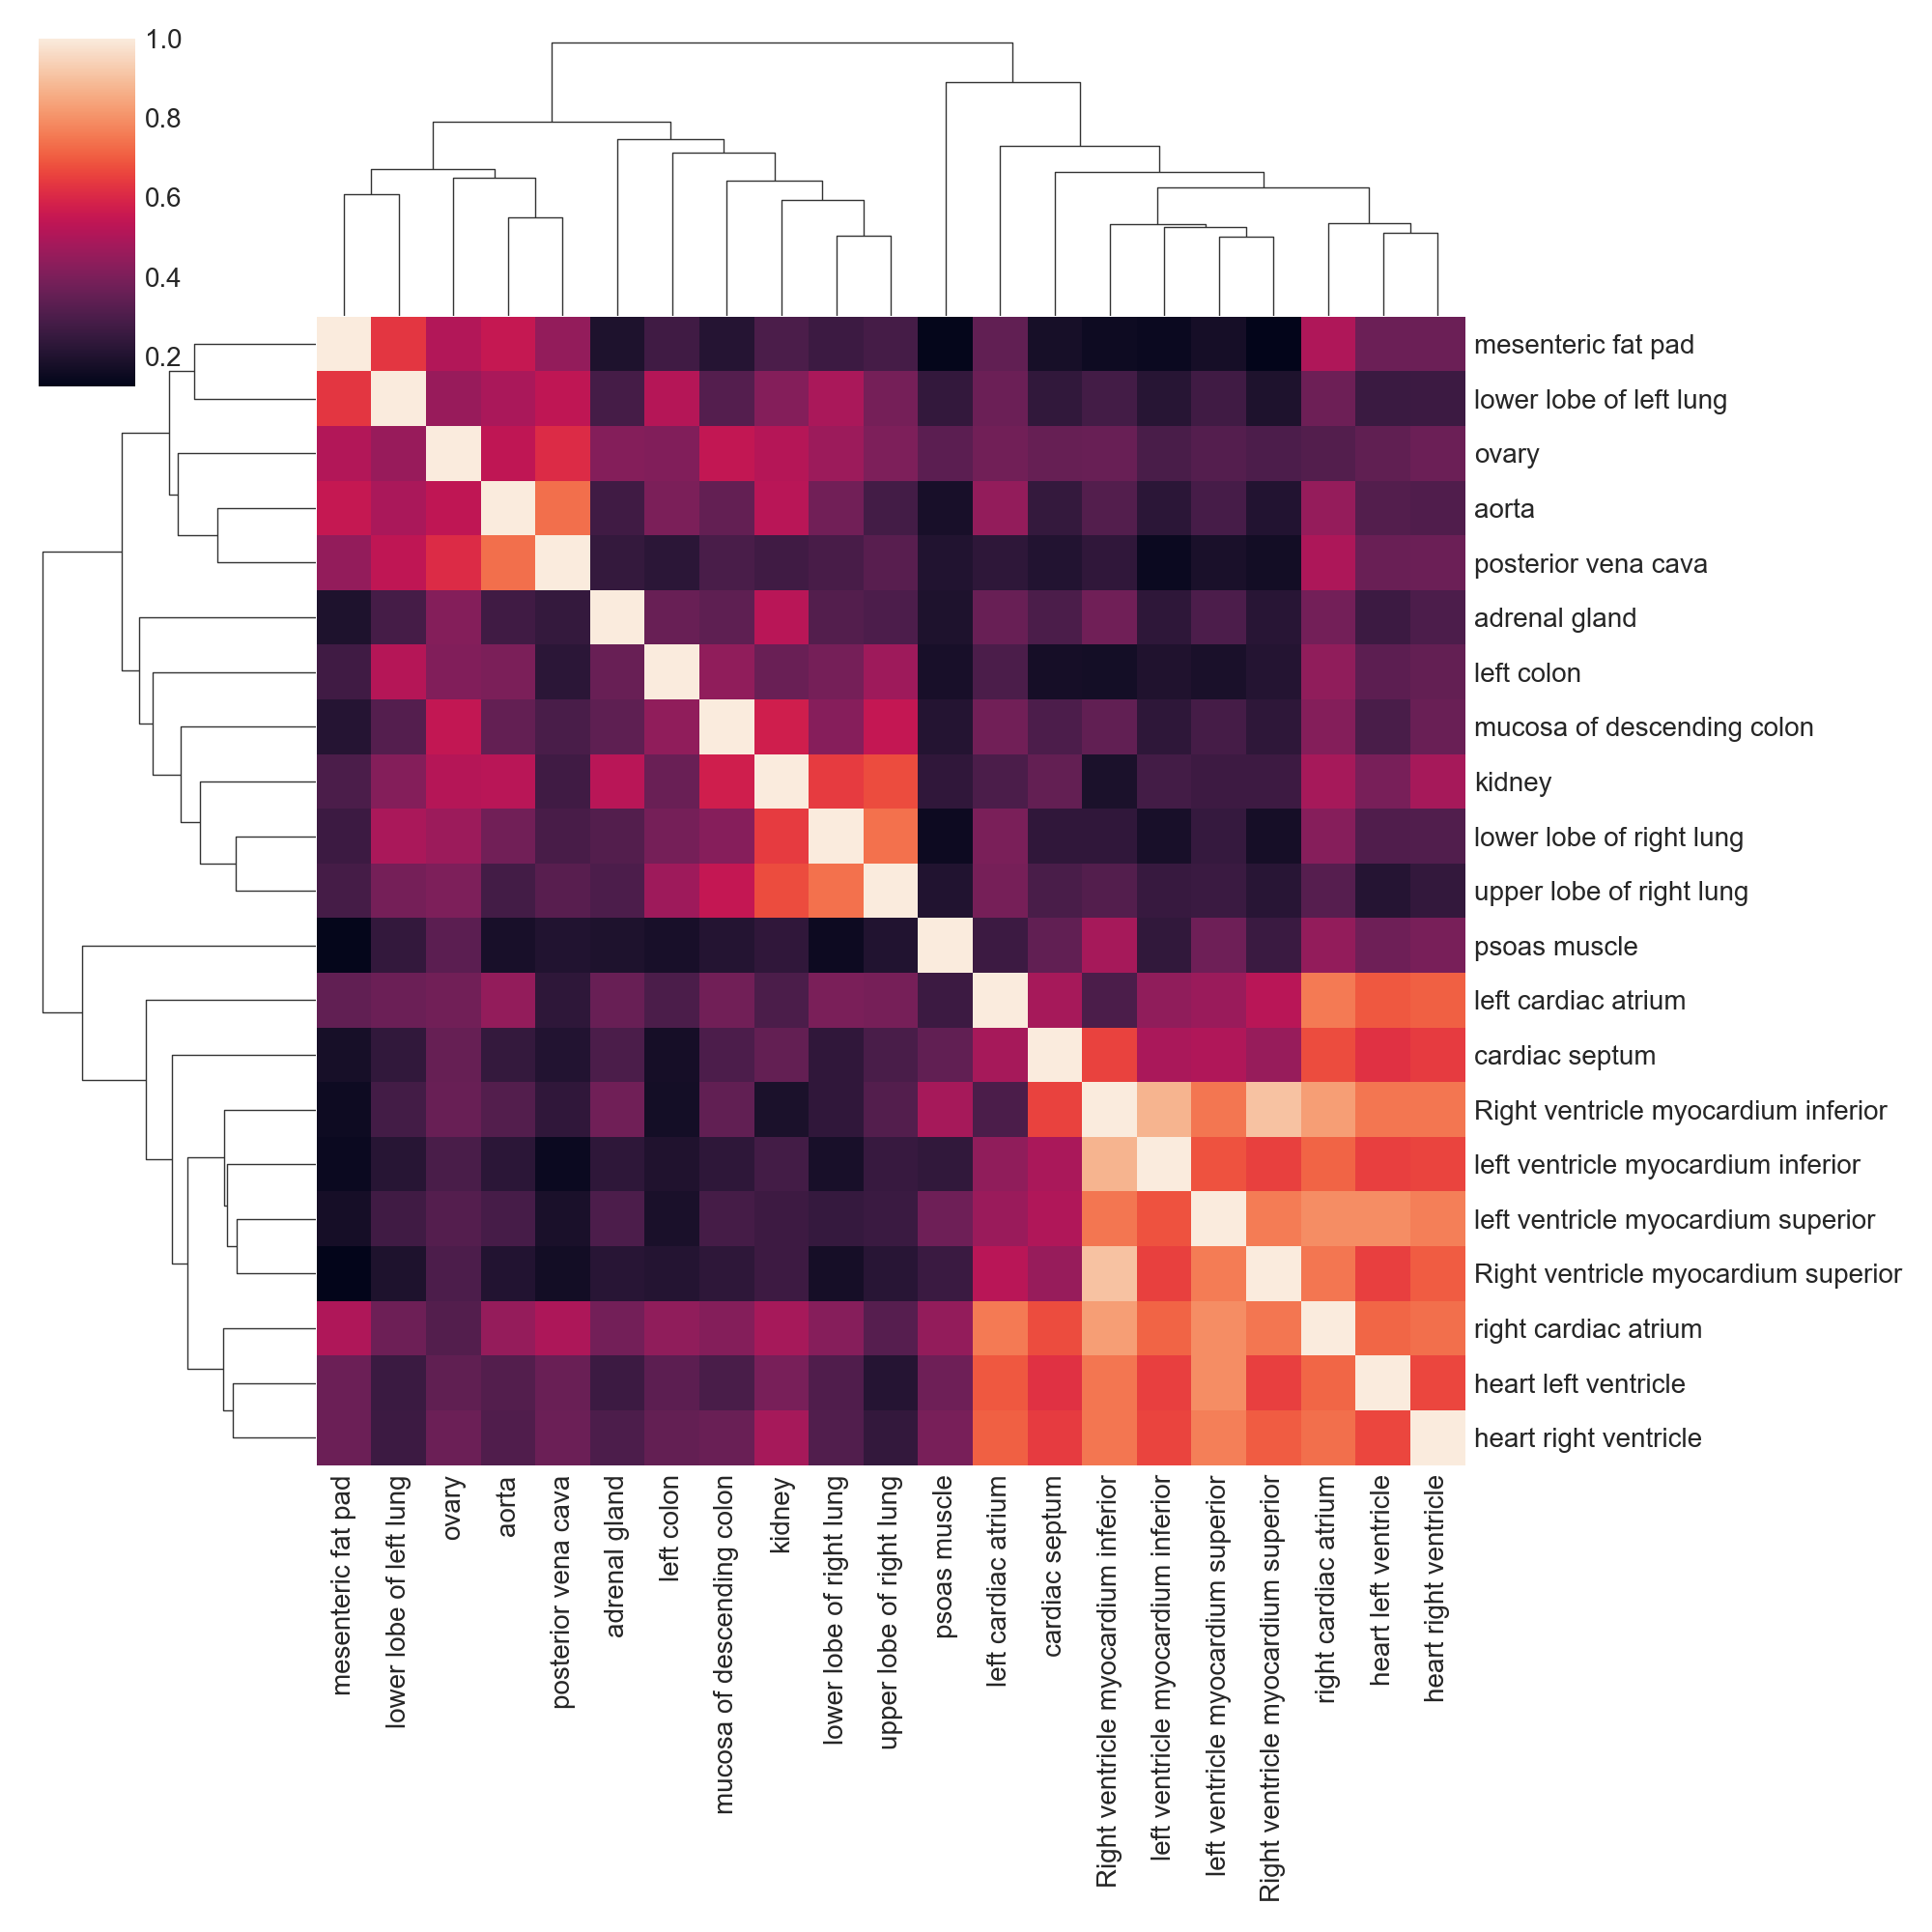 1.0
0.8
0.6
0.4
0.2
mesenteric fat pad
lower lobe of left lung
ovary
aorta
posterior vena cava
adrenal gland
left colon
mucosa of descending colon
kidney
lower lobe of right lung
upper lobe of right lung
psoas muscle
left cardiac atrium
cardiac septum
Right ventricle myocardium inferior
left ventricle myocardium inferior
left ventricle myocardium superior
Right ventricle myocardium superior
right cardiac atrium
heart left ventricle
heart right ventricle
mesenteric fat pad
lower lobe of left lung
ovary
aorta
posterior vena cava
adrenal gland
left colon
mucosa of descending colon
kidney
lower lobe of right lung
upper lobe of right lung
psoas muscle
left cardiac atrium
cardiac septum
Right ventricle myocardium inferior
left ventricle myocardium inferior
left ventricle myocardium superior
Right ventricle myocardium superior
right cardiac atrium
heart left ventricle
heart right ventricle